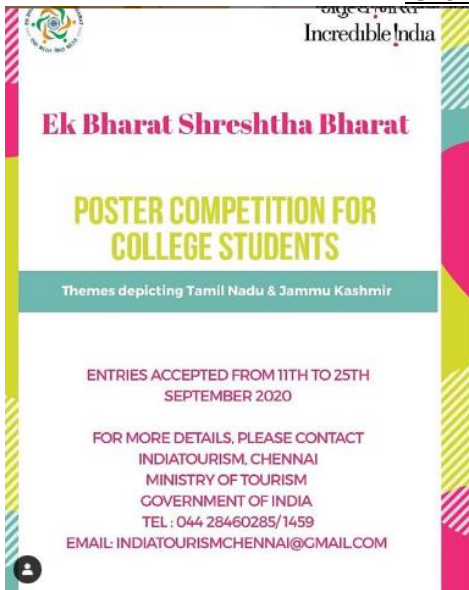 Incredible !ndia
Ek Bharat Shreshtha Bharat
POSTER COMPETITION FOR
COLLEGE STUDENTS
Themes depicting Tamil Nadu & Jammu Kashmir
ENTRIES ACCEPTED FROM 11TH TO 25TH
SEPTEMBER 2020
FOR MORE DETAILS, PLEASE CONTACT
INDIATOURISM, CHENNAI
MINISTRY OF TOURISM
GOVERNMENT OF INDIA
TEL : 044 28460285/1459
EMAIL: INDIATOURISMCHENNAI@GMAIL.COM